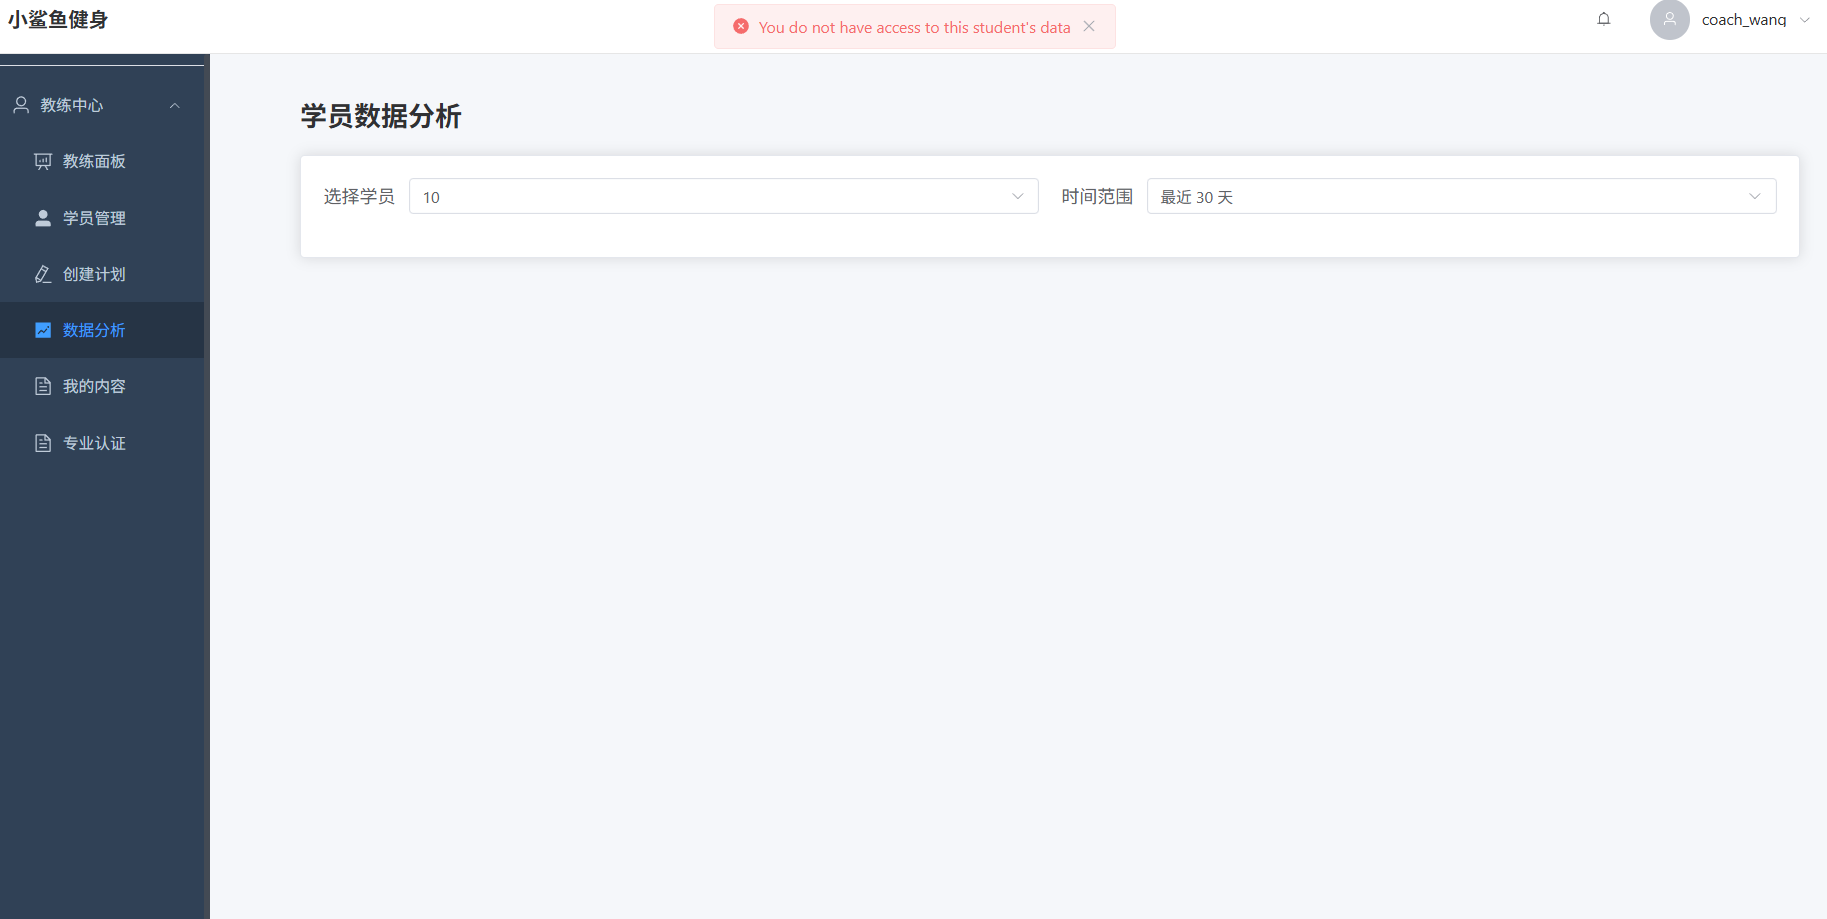 小鲨鱼健身
You do not have access to this student's data
coach_wang
教练中心
教练面板
学员管理
创建计划
数据分析
我的内容
专业认证
学员数据分析
选择学员 10 时间范围 最近 30 天